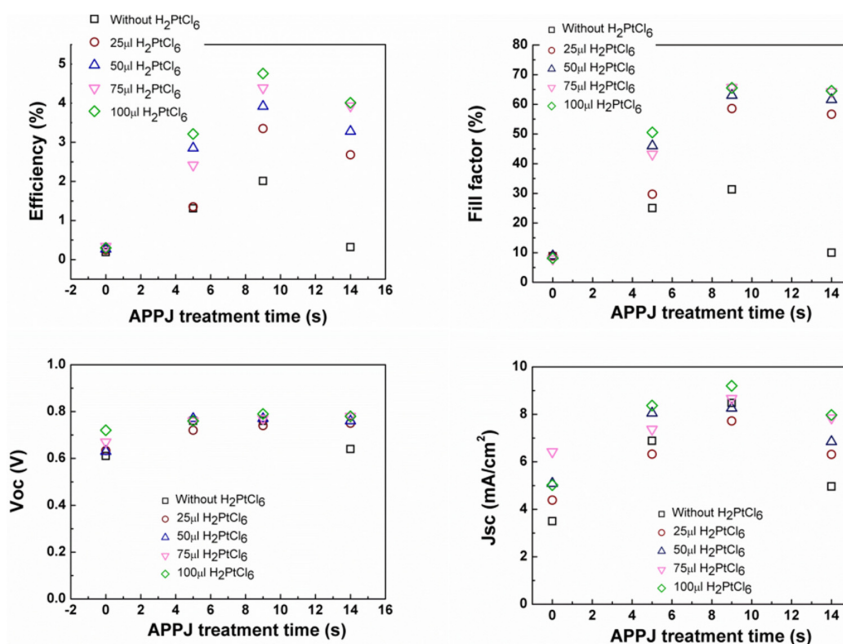 Without H2PtCl6
25µl H2PtCl6
50µl H2PtCl6
75µl H2PtCl6
100µl H2PtCl6
5
4
3
2
1
0
Efficiency (%)
-2 0 2 4 6 8 10 12 14 16
APPJ treatment time (s)
Without H2PtCl6
25µl H2PtCl6
50µl H2PtCl6
75µl H2PtCl6
100µl H2PtCl6
80
70
60
50
40
30
20
10
0
Fill factor (%)
0 2 4 6 8 10 12 14
APPJ treatment time (s)
1.0
0.8
0.6
0.4
0.2
0.0
Voc (V)
Without H2PtCl6
25µl H2PtCl6
50µl H2PtCl6
75µl H2PtCl6
100µl H2PtCl6
-2 0 2 4 6 8 10 12 14 16
APPJ treatment time (s)
10
8
6
4
2
0
Jsc (mA/cm2)
Without H2PtCl6
25µl H2PtCl6
50µl H2PtCl6
75µl H2PtCl6
100µl H2PtCl6
0 2 4 6 8 10 12 14
APPJ treatment time (s)